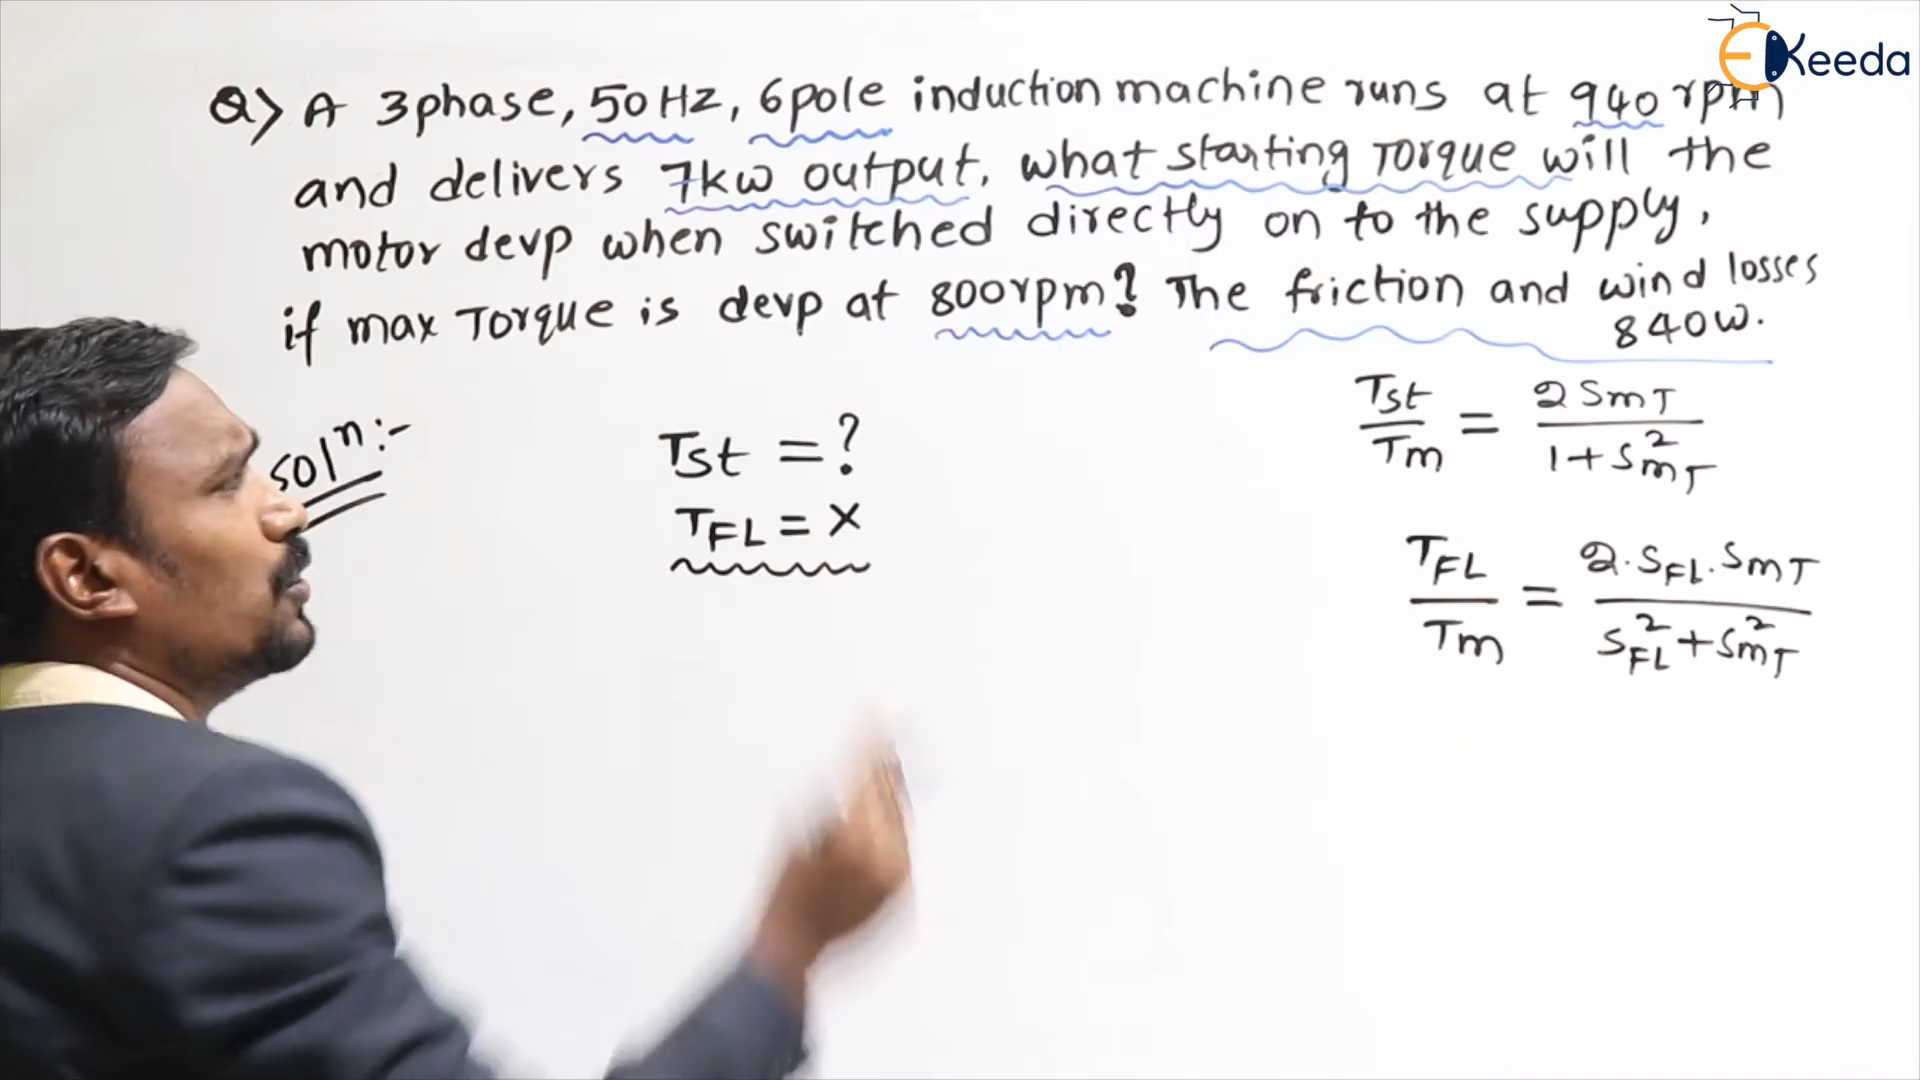 EKeeda
Q> A 3phase, 50Hz, 6pole induction machine runs at 940 rpm
and delivers 7kw output, what starting Torque will the
motor devp when switched directly on to the supply,
if max Torque is devp at 800rpm? The friction and wind losses
840w.
Solⁿ:-
Tst = ?
TFL = x
Tst/Tm = 2 SmT/1+S²mT
TFL/Tm = 2.SFL.SmT/S²FL+S²mT